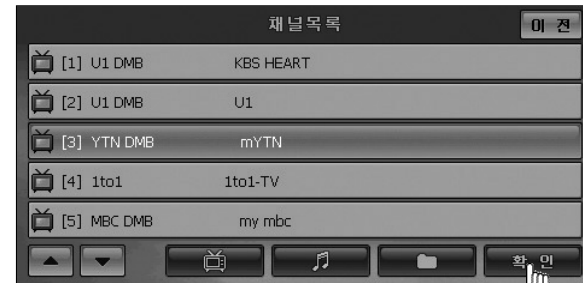 채널목록 이 전
[1] U1 DMB KBS HEART
[2] U1 DMB U1
[3] YTN DMB mYTN
[4] 1to1 1to1-TV
[5] MBC DMB my mbc
확 인